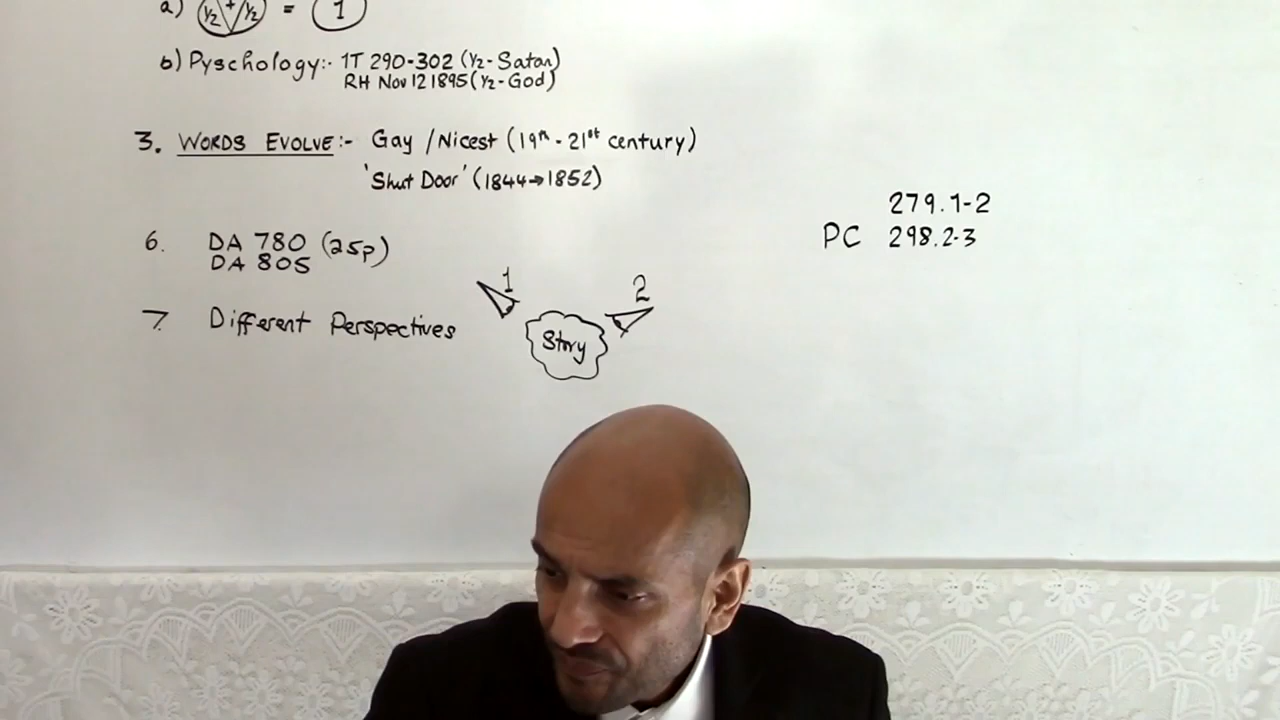 a) ½ + ½ = 1
b) Pyschology:- 1T 290-302 (½-Satan)
RH Nov 12 1895 (½-God)
3. WORDS EVOLVE:- Gay / Nicest (19th - 21st century)
'Shut Door' (1844→1852)
279.1-2
PC 298.2-3
6. DA 780 (25p)
DA 805
7. Different Perspectives
1
2
Story